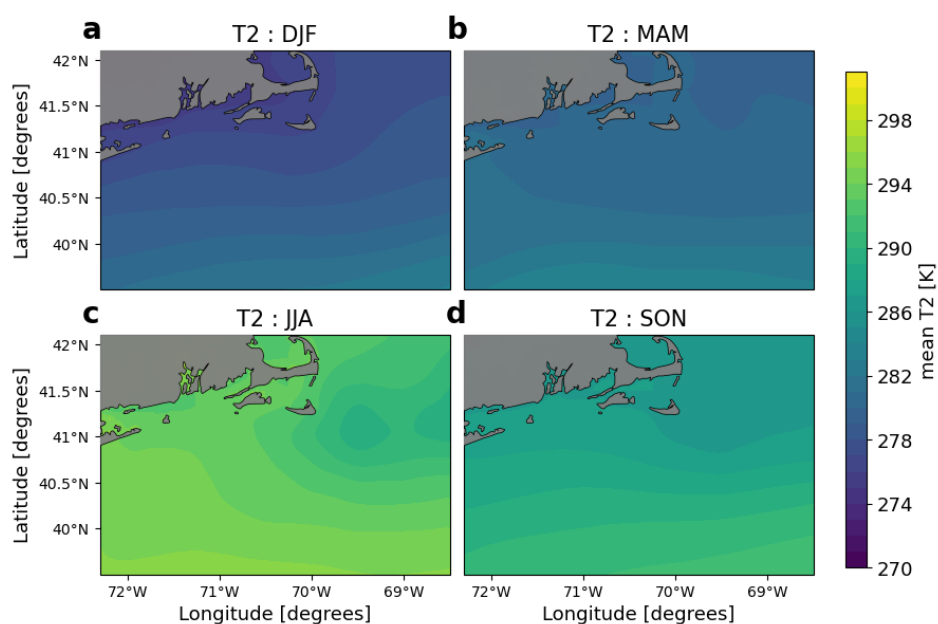 a
T2 : DJF
b
T2 : MAM
42°N
41.5°N
41°N
40.5°N
40°N
Latitude [degrees]
c
T2 : JJA
d
T2 : SON
42°N
41.5°N
41°N
40.5°N
40°N
Latitude [degrees]
72°W 71°W 70°W 69°W
Longitude [degrees]
72°W 71°W 70°W 69°W
Longitude [degrees]
298
294
290
286
282
278
274
270
mean T2 [K]